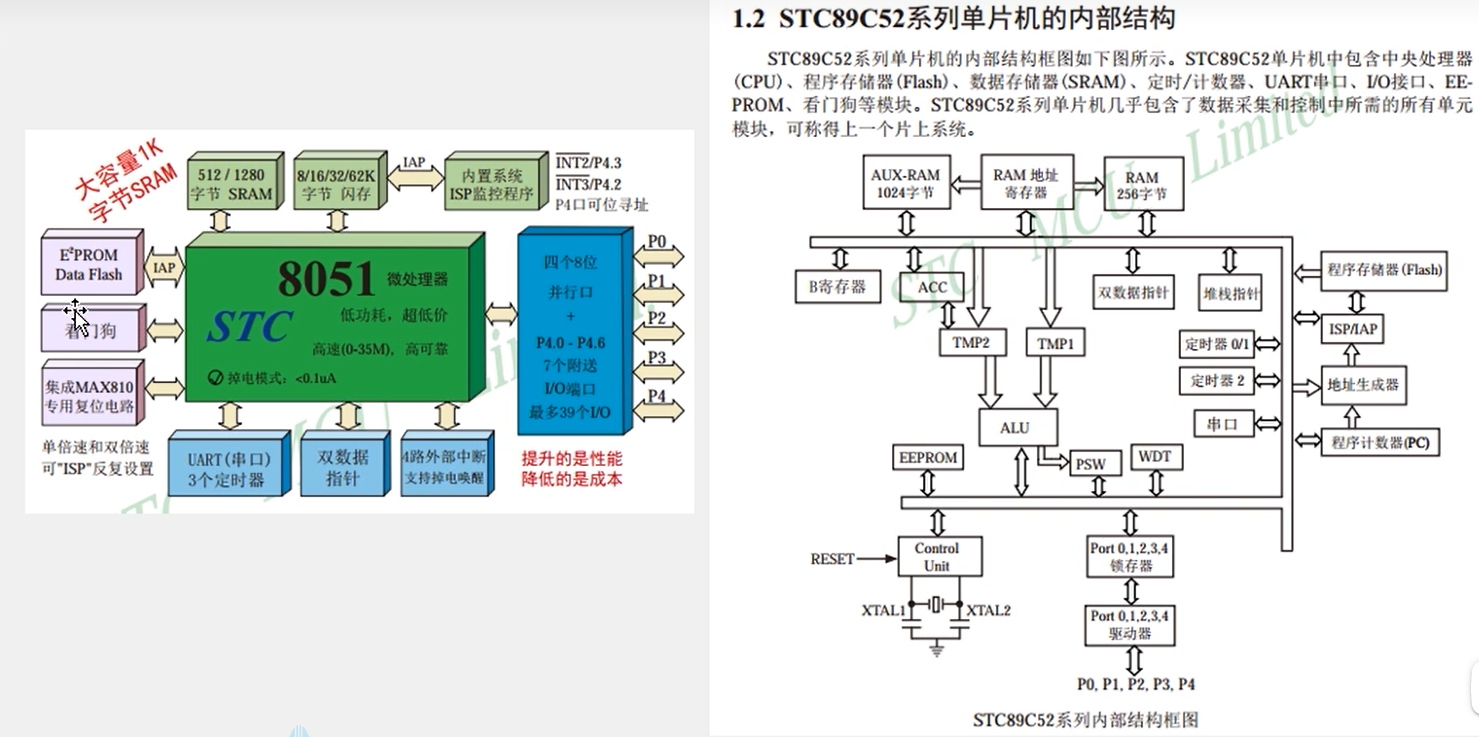 大容量1K
字节SRAM
512 / 1280
字节 SRAM
8/16/32/62K
字节 闪存
IAP
内置系统
ISP监控程序
INT2/P4.3
INT3/P4.2
P4口可位寻址
E²PROM
Data Flash
IAP
看门狗
集成MAX810
专用复位电路
单倍速和双倍速
可"ISP"反复设置
8051 微处理器
STC
低功耗，超低价
高速(0-35M)，高可靠
掉电模式：<0.1uA
四个8位
并行口
+
P4.0 - P4.6
7个附送
I/O端口
最多39个I/O
P0
P1
P2
P3
P4
UART(串口)
3个定时器
双数据
指针
4路外部中断
支持掉电唤醒
提升的是性能
降低的是成本
1.2 STC89C52系列单片机的内部结构
STC89C52系列单片机的内部结构框图如下图所示。STC89C52单片机中包含中央处理器
(CPU)、程序存储器(Flash)、数据存储器(SRAM)、定时/计数器、UART串口、I/O接口、EE-
PROM、看门狗等模块。STC89C52系列单片机几乎包含了数据采集和控制中所需的所有单元
模块，可称得上一个片上系统。
STC MCU Limited
AUX-RAM
1024字节
RAM 地址
寄存器
RAM
256字节
B寄存器
ACC
双数据指针
堆栈指针
程序存储器(Flash)
TMP2
TMP1
定时器 0/1
ISP/IAP
定时器 2
地址生成器
ALU
串口
程序计数器(PC)
EEPROM
PSW
WDT
RESET
Control
Unit
XTAL1
XTAL2
Port 0,1,2,3,4
锁存器
Port 0,1,2,3,4
驱动器
P0, P1, P2, P3, P4
STC89C52系列内部结构框图